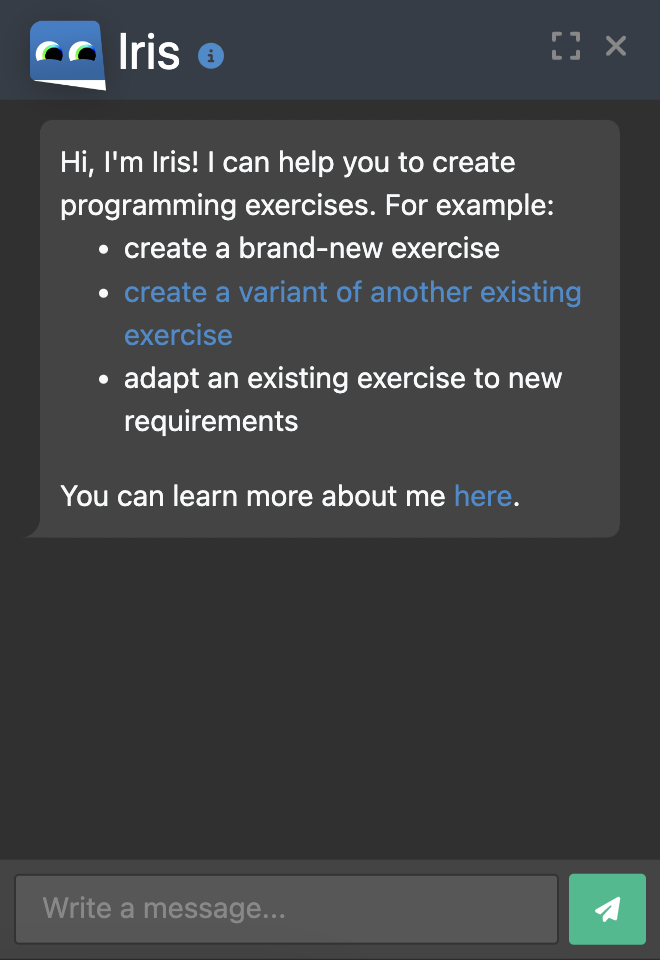 Iris
Hi, I'm Iris! I can help you to create
programming exercises. For example:
• create a brand-new exercise
• create a variant of another existing
exercise
• adapt an existing exercise to new
requirements
You can learn more about me here.
Write a message...